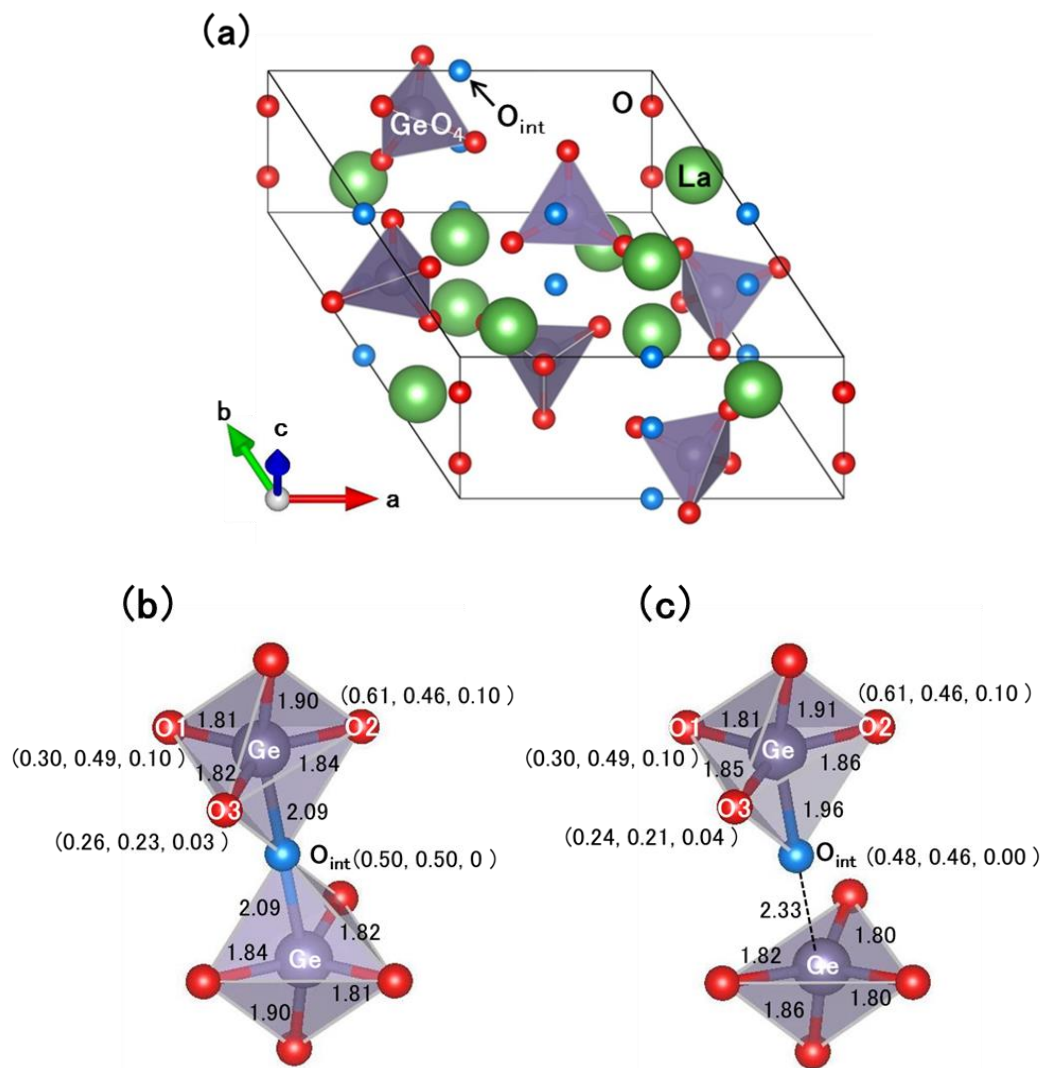 (a)
O_int
O
GeO₄
La
b
c
a
(b)
(c)
1.90
(0.61, 0.46, 0.10 )
O1
1.81
O2
Ge
(0.30, 0.49, 0.10 )
1.82
1.84
O3
2.09
(0.26, 0.23, 0.03 )
O_int (0.50, 0.50, 0 )
2.09
1.82
1.84
Ge
1.81
1.90
1.91
(0.61, 0.46, 0.10 )
O1
1.81
O2
Ge
(0.30, 0.49, 0.10 )
1.85
1.86
O3
1.96
(0.24, 0.21, 0.04 )
O_int (0.48, 0.46, 0.00 )
2.33
1.80
1.82
Ge
1.86
1.80